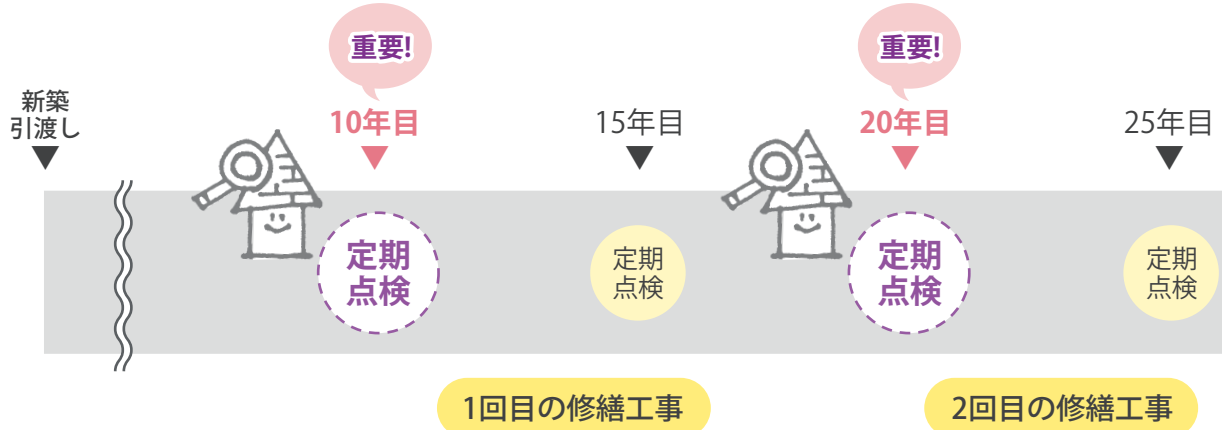 新築
引渡し
重要!
10年目
15年目
重要!
20年目
25年目
定期
点検
定期
点検
定期
点検
定期
点検
1回目の修繕工事
2回目の修繕工事